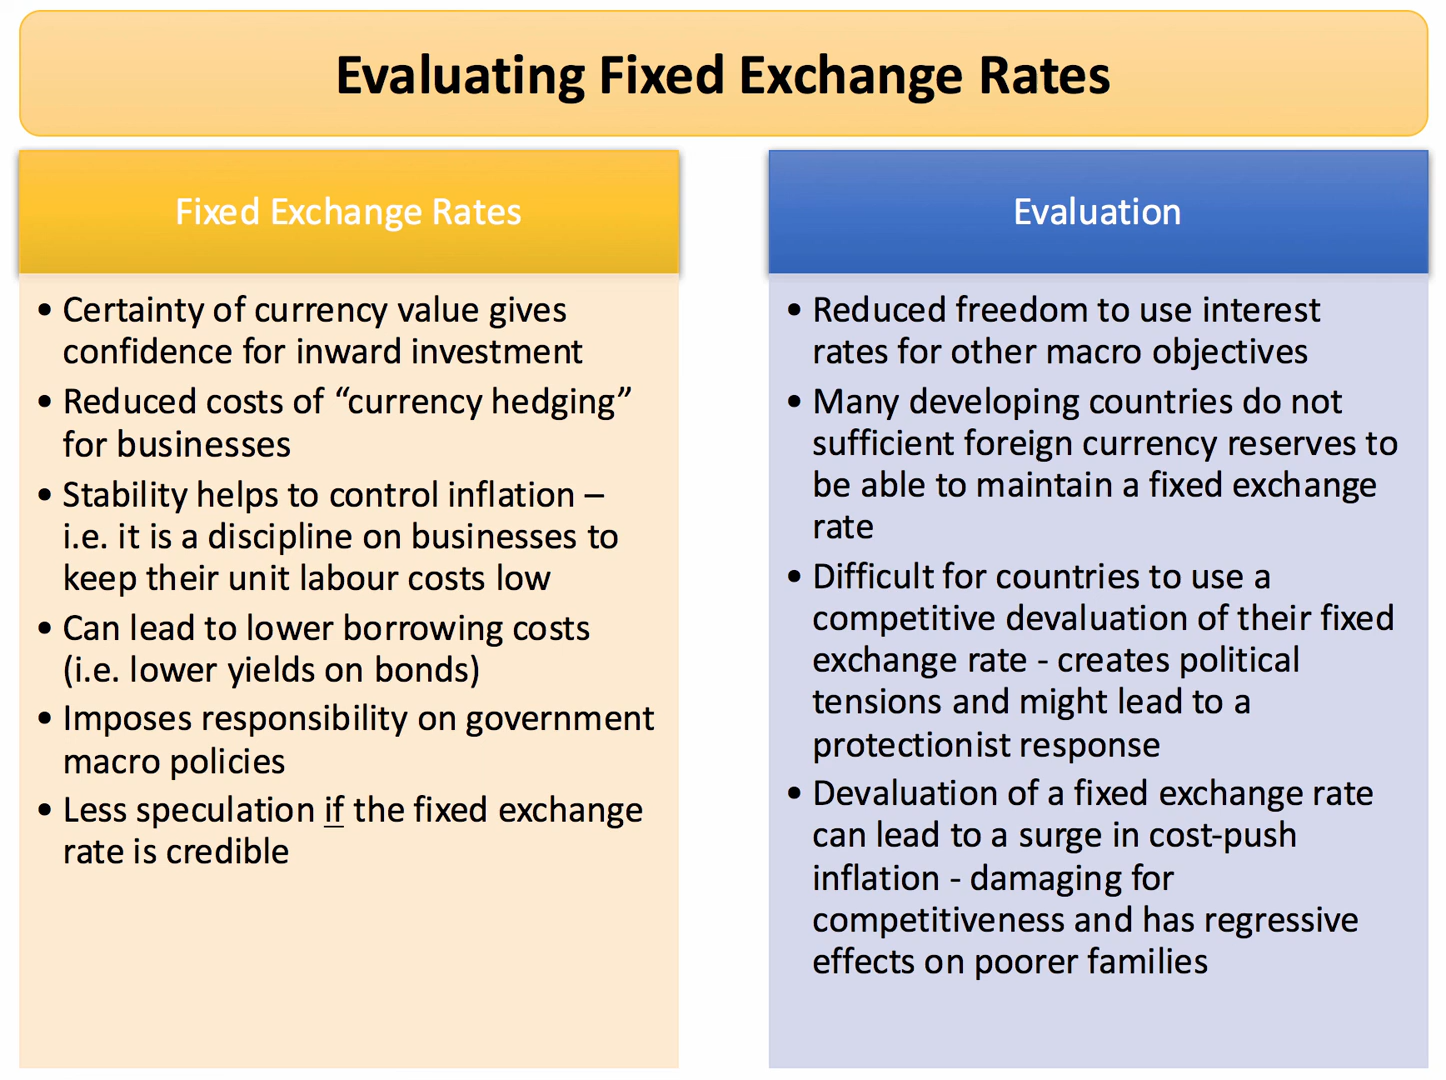 Evaluating Fixed Exchange Rates
Fixed Exchange Rates
• Certainty of currency value gives
confidence for inward investment
• Reduced costs of “currency hedging”
for businesses
• Stability helps to control inflation –
i.e. it is a discipline on businesses to
keep their unit labour costs low
• Can lead to lower borrowing costs
(i.e. lower yields on bonds)
• Imposes responsibility on government
macro policies
• Less speculation if the fixed exchange
rate is credible
Evaluation
• Reduced freedom to use interest
rates for other macro objectives
• Many developing countries do not
sufficient foreign currency reserves to
be able to maintain a fixed exchange
rate
• Difficult for countries to use a
competitive devaluation of their fixed
exchange rate - creates political
tensions and might lead to a
protectionist response
• Devaluation of a fixed exchange rate
can lead to a surge in cost-push
inflation - damaging for
competitiveness and has regressive
effects on poorer families